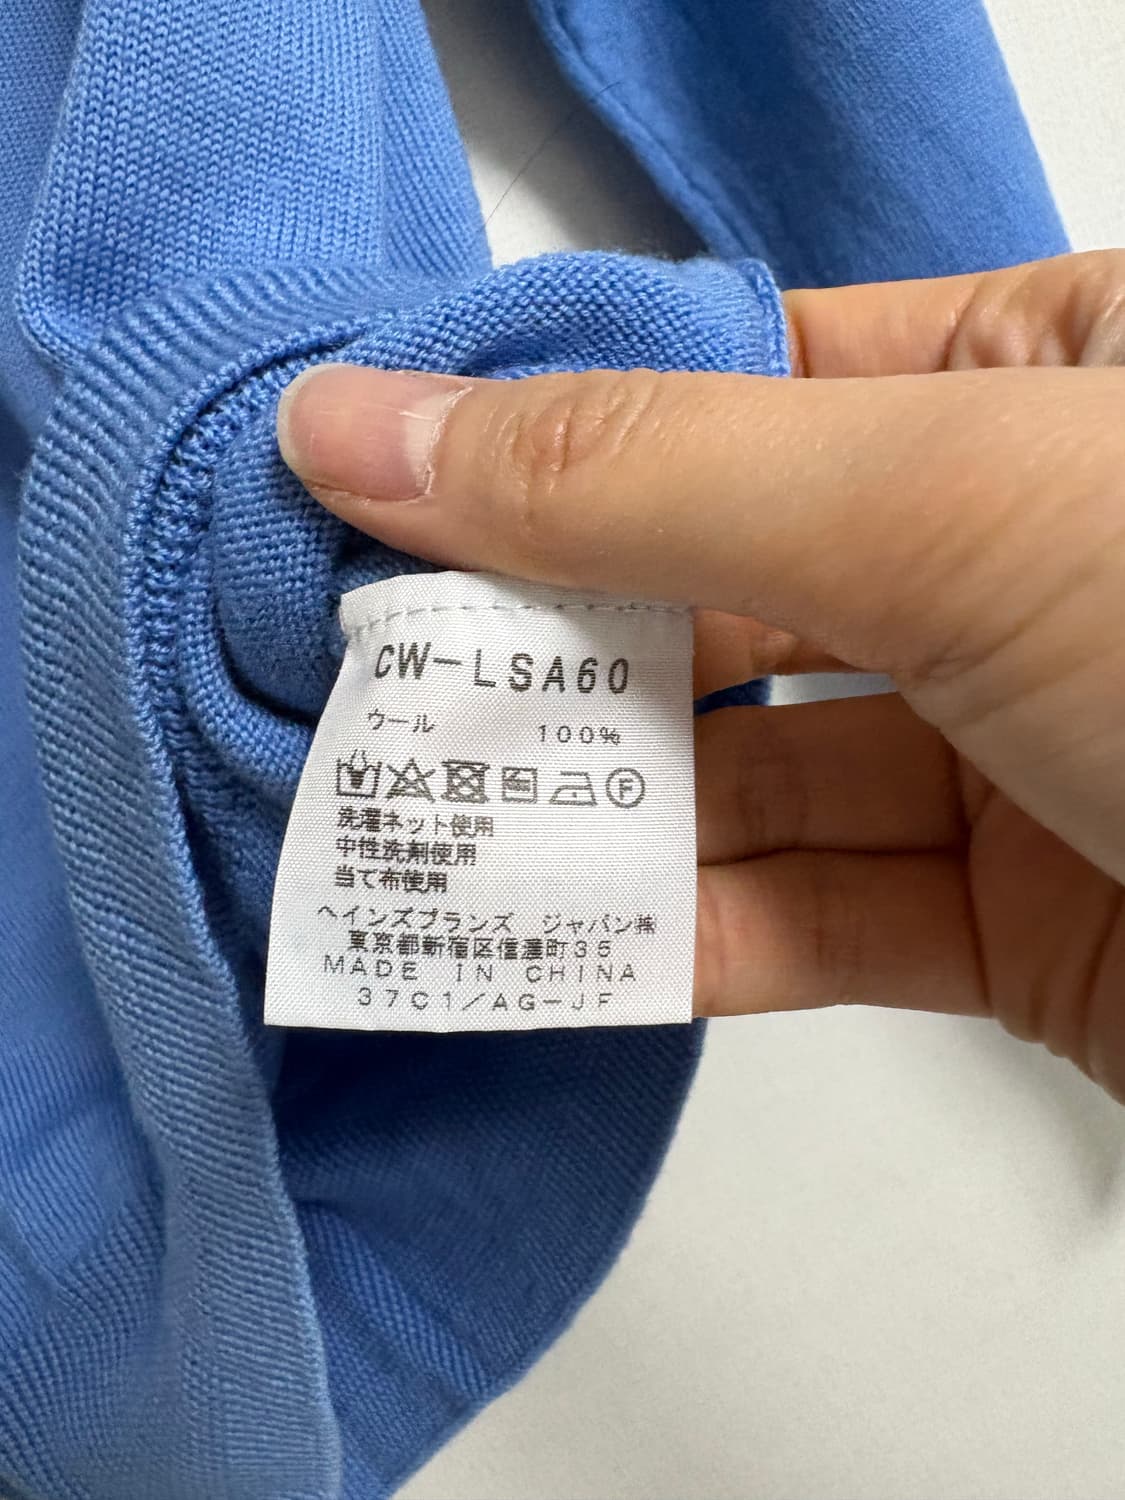 CW-LSA60
ウール 100%
F
洗濯ネット使用
中性洗剤使用
当て布使用
ヘインズブランズ ジャパン㈱
東京都新宿区信濃町35
MADE IN CHINA
37C1/AG-JF